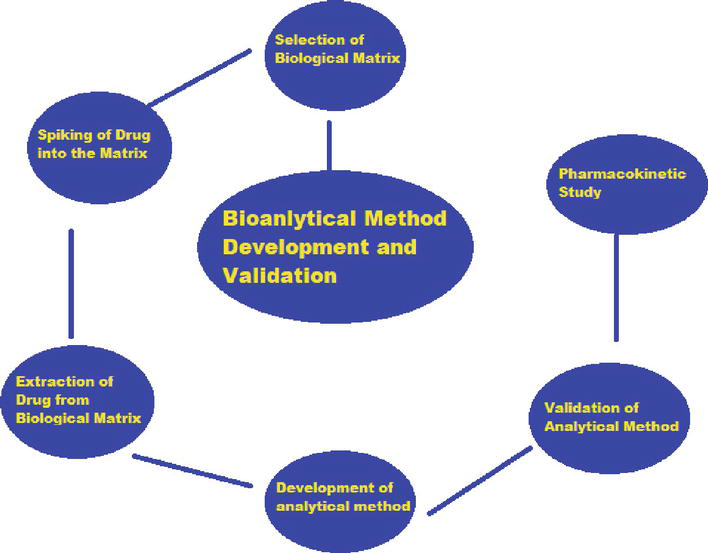 Selection of
Biological Matrix
Spiking of Drug
into the Matrix
Pharmacokinetic
Study
Bioanlytical Method
Development and
Validation
Extraction of
Drug from
Biological Matrix
Validation of
Analytical Method
Development of
analytical method